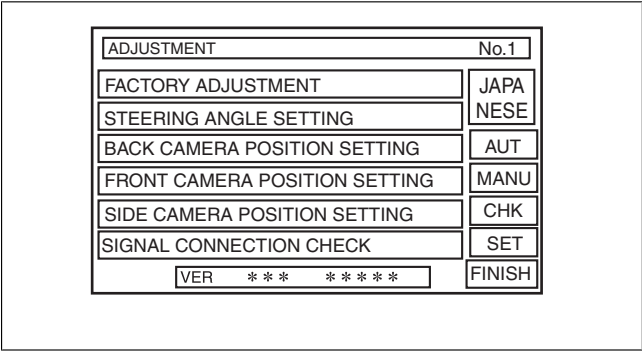 ADJUSTMENT No.1
FACTORY ADJUSTMENT
JAPA
NESE
STEERING ANGLE SETTING
BACK CAMERA POSITION SETTING AUT
FRONT CAMERA POSITION SETTING MANU
SIDE CAMERA POSITION SETTING CHK
SIGNAL CONNECTION CHECK SET
VER *** ***** FINISH